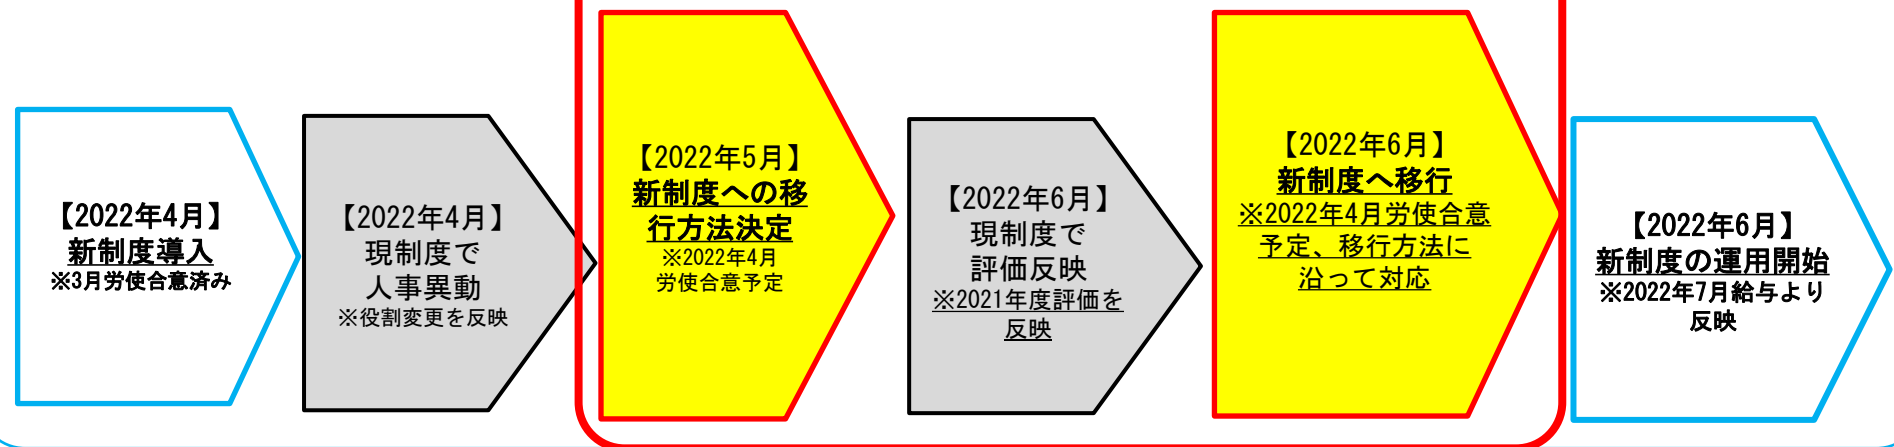 【2022年4月】
新制度導入
※3月労使合意済み
【2022年4月】
現制度で
人事異動
※役割変更を反映
【2022年5月】
新制度への移
行方法決定
※2022年4月
労使合意予定
【2022年6月】
現制度で
評価反映
※2021年度評価を
反映
【2022年6月】
新制度へ移行
※2022年4月労使合意
予定、移行方法に
沿って対応
【2022年6月】
新制度の運用開始
※2022年7月給与より
反映